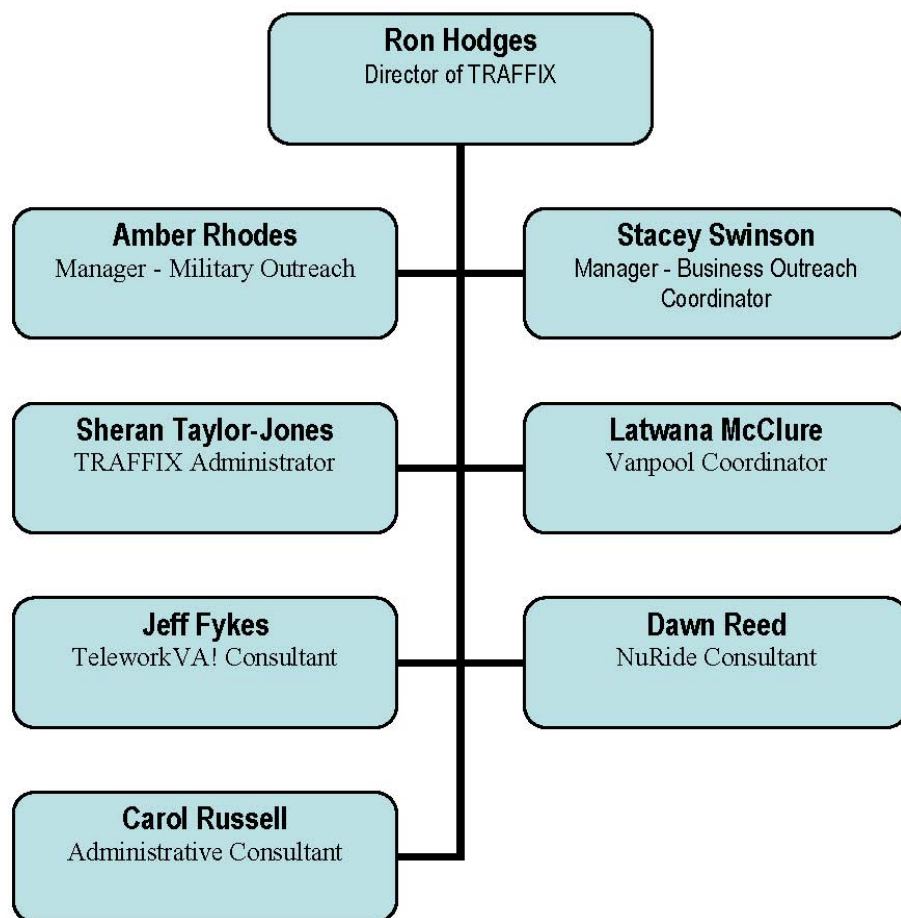 Ron Hodges
Director of TRAFFIX
Amber Rhodes
Manager - Military Outreach
Stacey Swinson
Manager - Business Outreach
Coordinator
Sheran Taylor-Jones
TRAFFIX Administrator
Latwana McClure
Vanpool Coordinator
Jeff Fykes
TeleworkVA! Consultant
Dawn Reed
NuRide Consultant
Carol Russell
Administrative Consultant